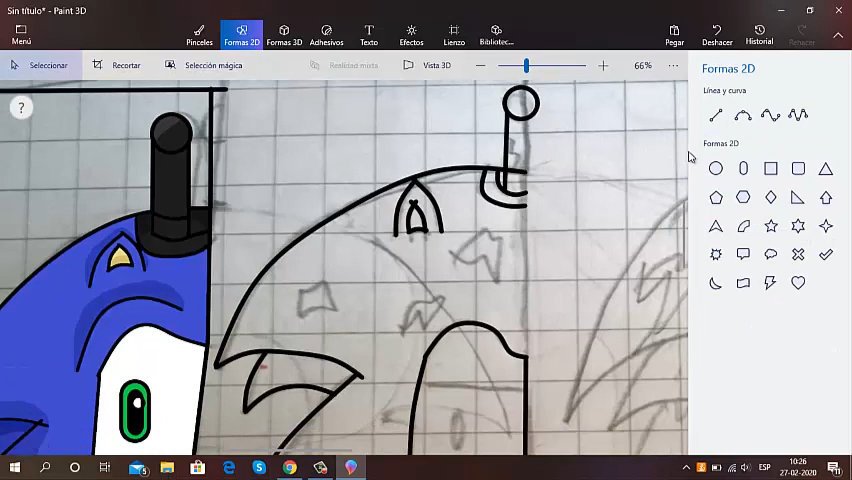 Sin título* - Paint 3D
Menú
Pinceles
Formas 2D
Formas 3D
Adhesivos
Texto
Efectos
Lienzo
Bibliotec...
Pegar
Deshacer
Historial
Rehacer
Seleccionar
Recortar
Selección mágica
Realidad mixta
Vista 3D
66%
Formas 2D
Línea y curva
Formas 2D
?
5
ESP
10:26
27-02-2020
11